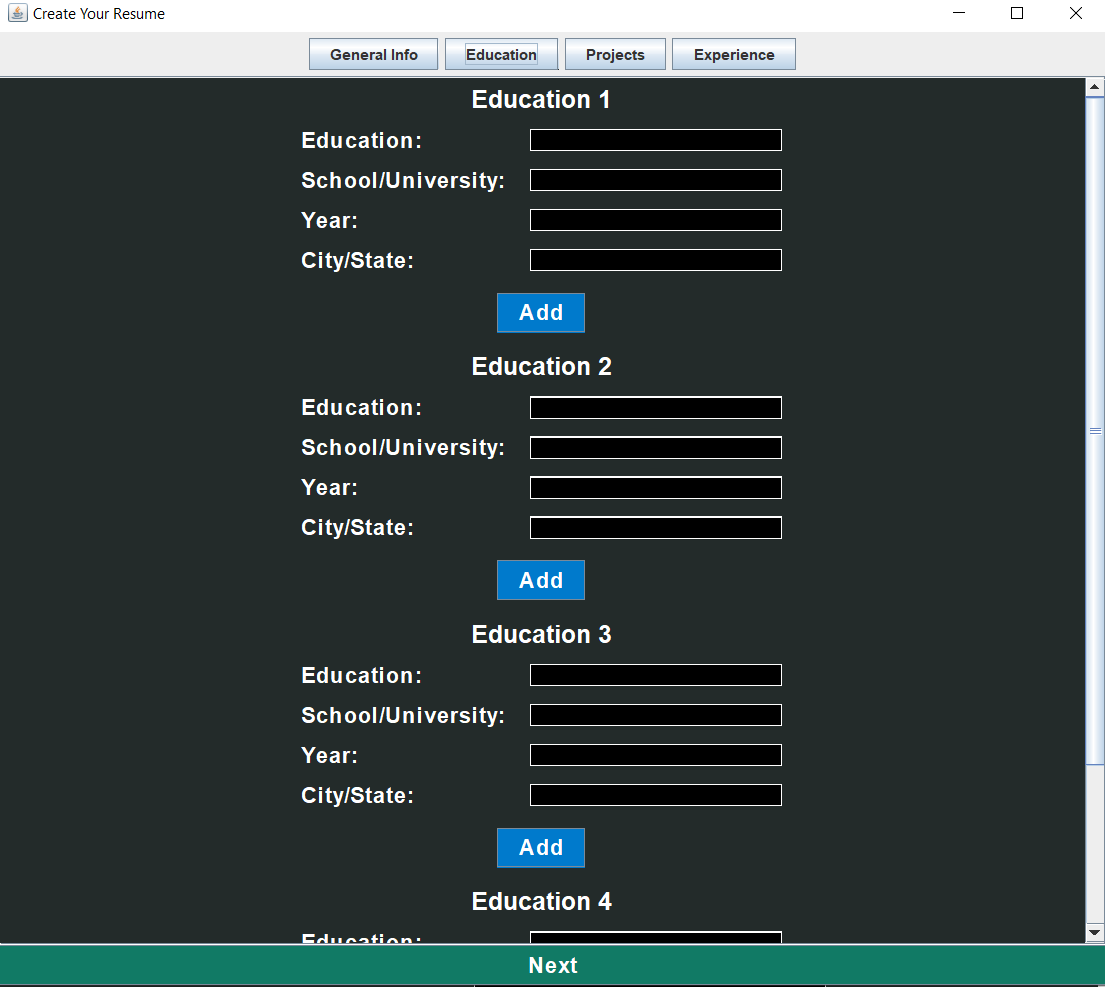 Create Your Resume
General Info Education Projects Experience
Education 1
Education:
School/University:
Year:
City/State:
Add
Education 2
Education:
School/University:
Year:
City/State:
Add
Education 3
Education:
School/University:
Year:
City/State:
Add
Education 4
Education:
Next